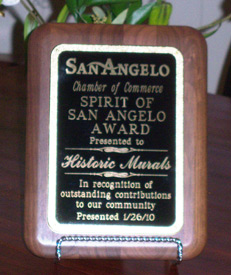 SAN ANGELO
Chamber of Commerce
SPIRIT OF
SAN ANGELO
AWARD
Presented to
Historic Murals
In recognition of
outstanding contributions
to our community
Presented 1/26/10